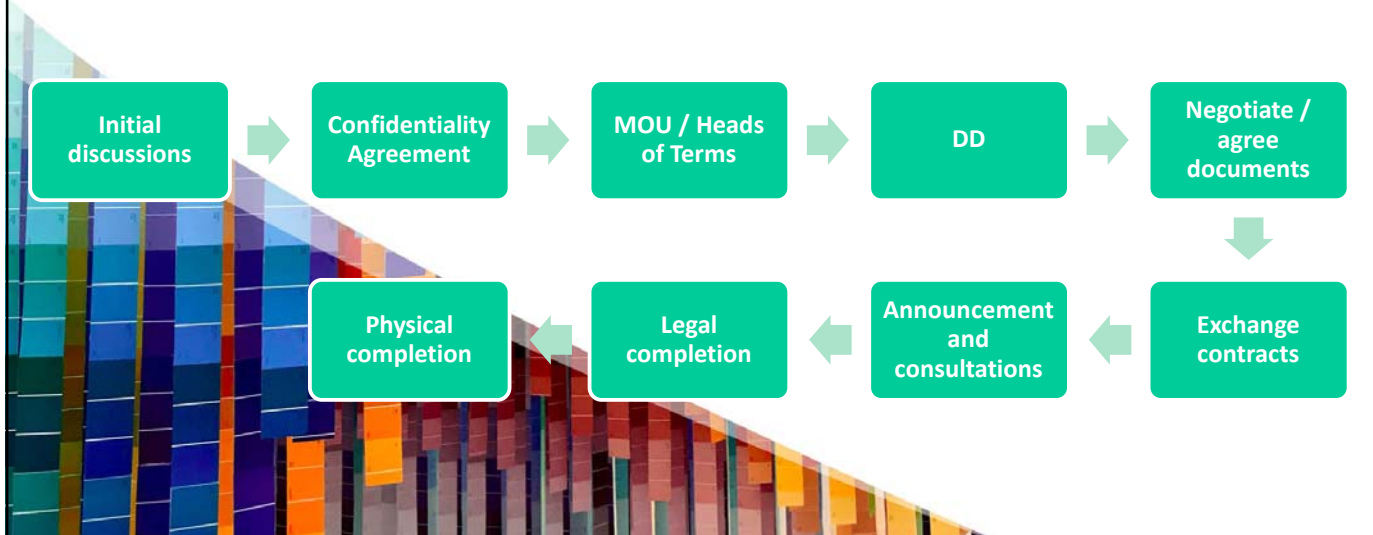 Initial
discussions
Confidentiality
Agreement
MOU / Heads
of Terms
DD
Negotiate /
agree
documents
Exchange
contracts
Announcement
and
consultations
Legal
completion
Physical
completion